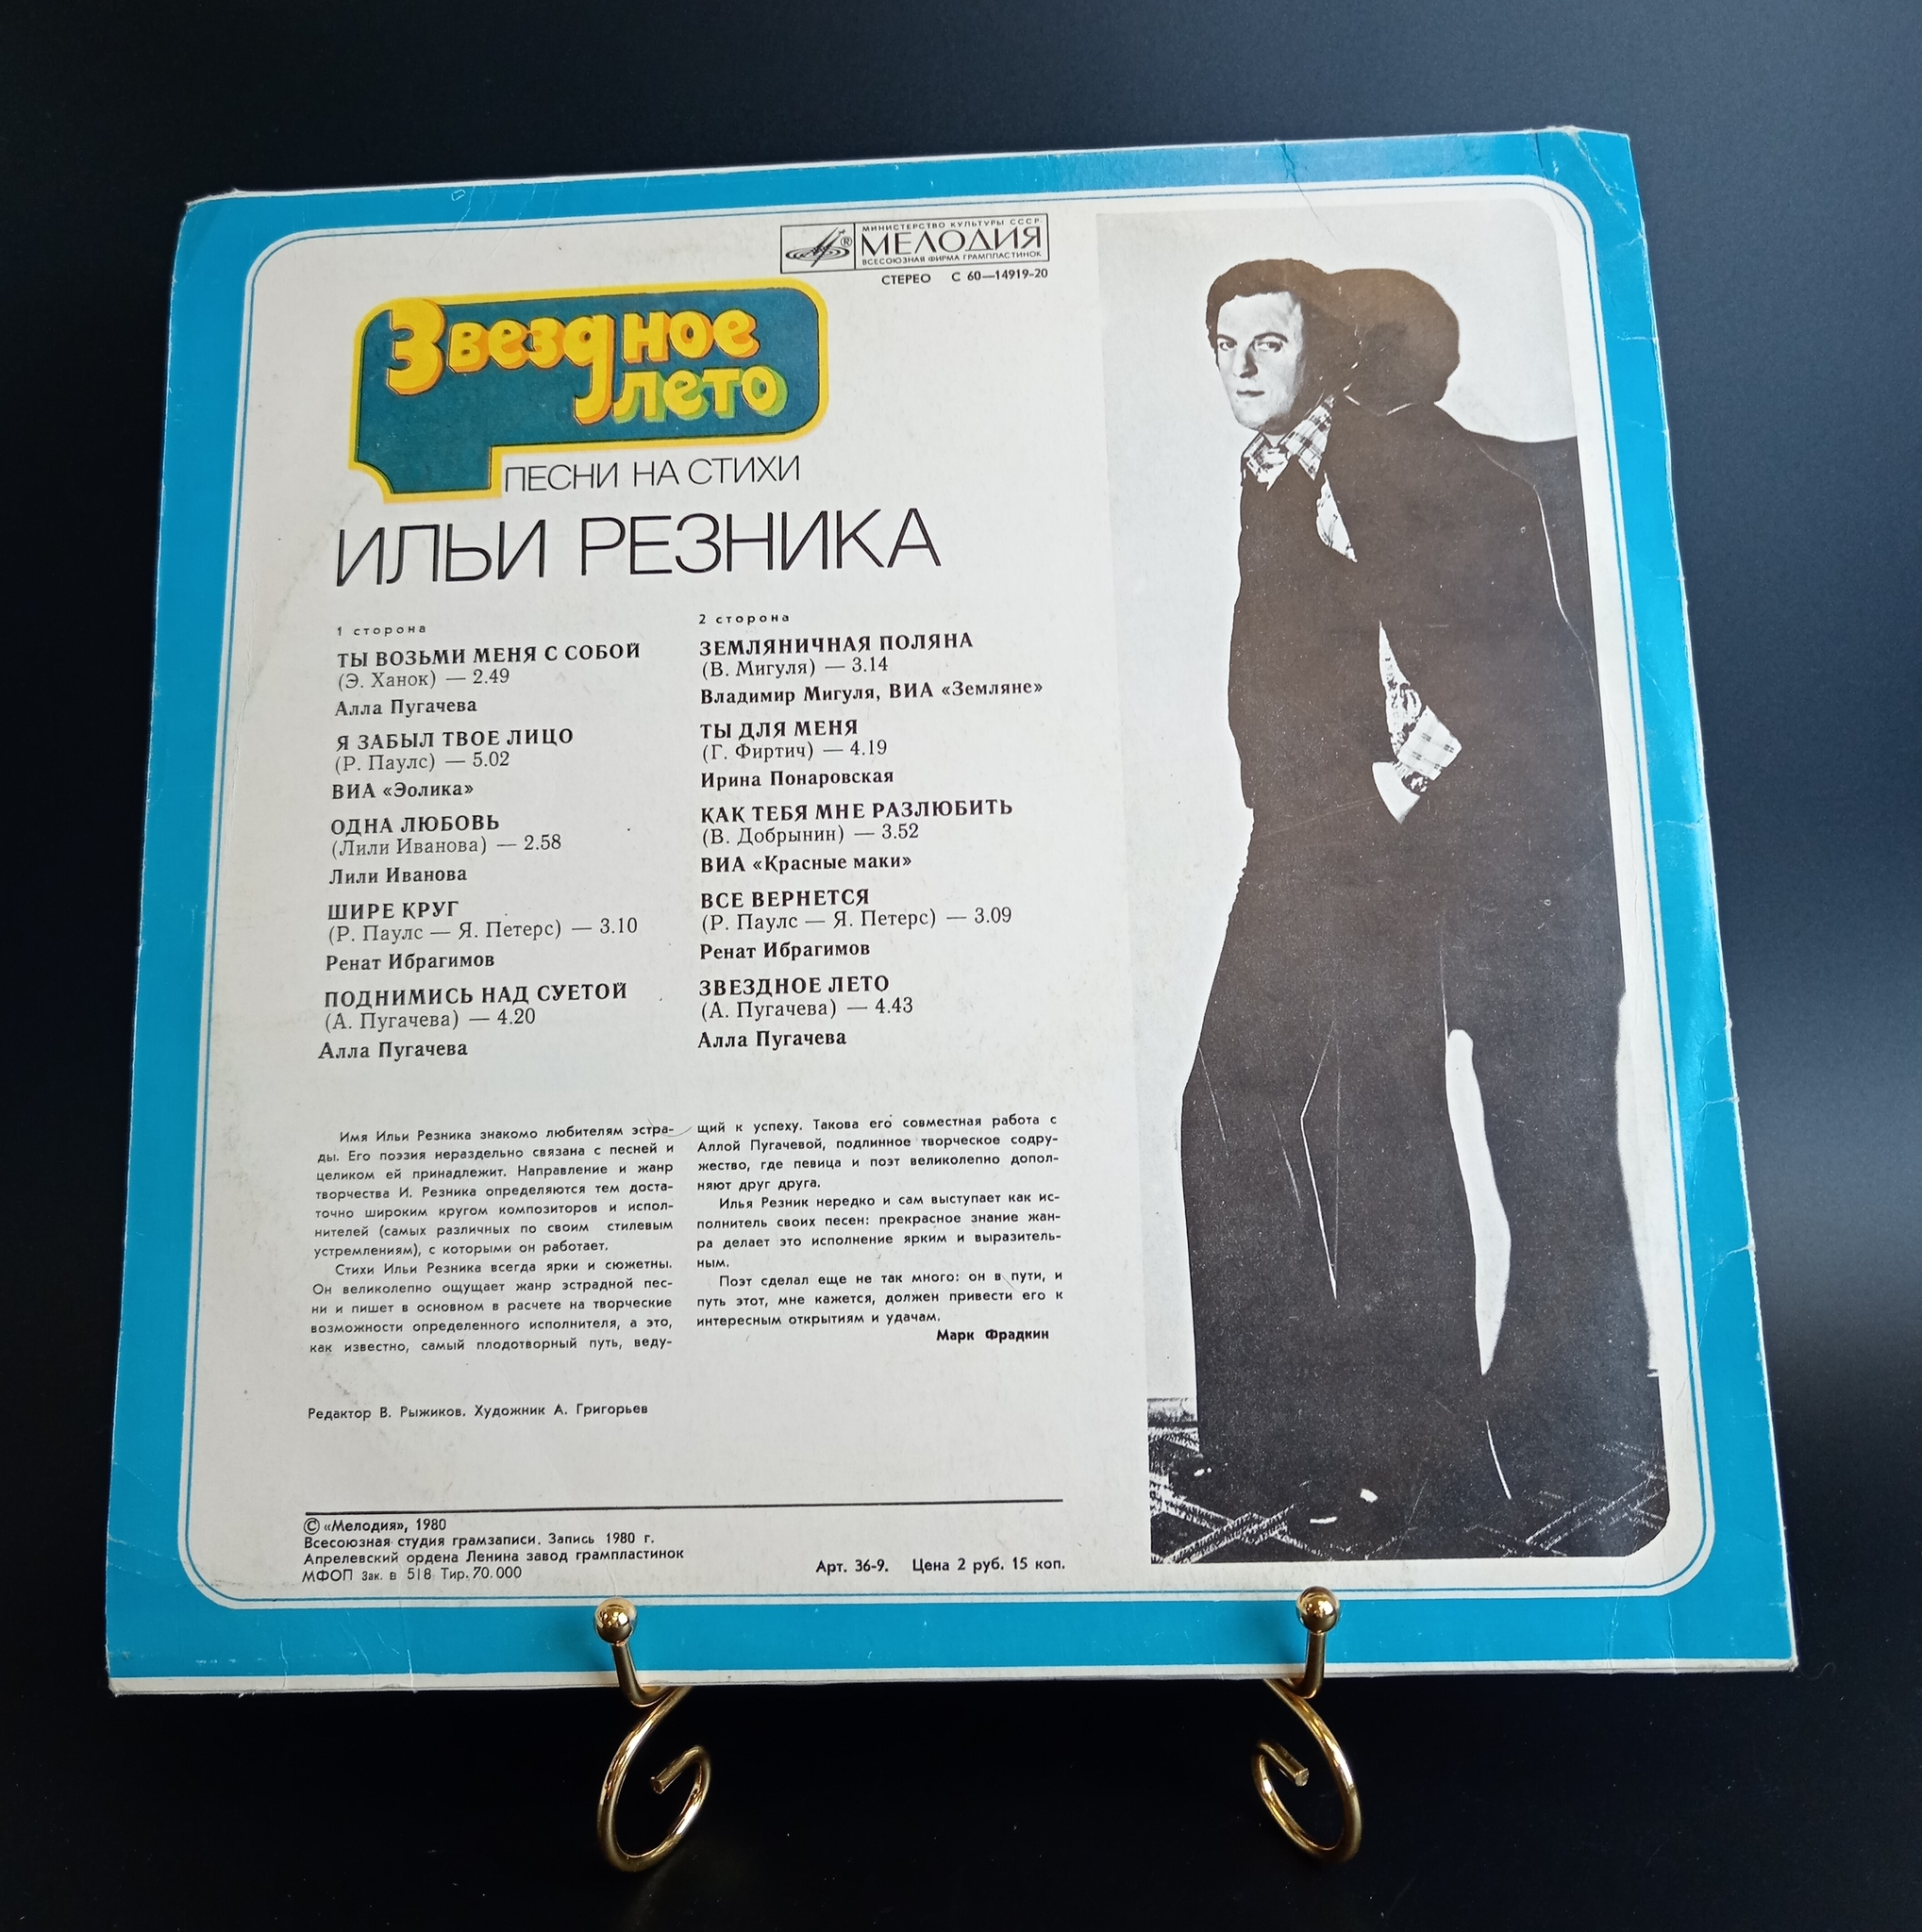 МИНИСТЕРСТВО КУЛЬТУРЫ СССР
МЕЛОДИЯ
ВСЕСОЮЗНАЯ ФИРМА ГРАМПЛАСТИНОК
СТЕРЕО С 60—14919-20
Звездное
лето
ПЕСНИ НА СТИХИ
ИЛЬИ РЕЗНИКА
1 сторона
ТЫ ВОЗЬМИ МЕНЯ С СОБОЙ
(Э. Ханок) — 2.49
Алла Пугачева
Я ЗАБЫЛ ТВОЕ ЛИЦО
(Р. Паулс) — 5.02
ВИА «Эолика»
ОДНА ЛЮБОВЬ
(Лили Иванова) — 2.58
Лили Иванова
ШИРЕ КРУГ
(Р. Паулс — Я. Петерс) — 3.10
Ренат Ибрагимов
ПОДНИМИСЬ НАД СУЕТОЙ
(А. Пугачева) — 4.20
Алла Пугачева
2 сторона
ЗЕМЛЯНИЧНАЯ ПОЛЯНА
(В. Мигуля) — 3.14
Владимир Мигуля, ВИА «Земляне»
ТЫ ДЛЯ МЕНЯ
(Г. Фиртич) — 4.19
Ирина Понаровская
КАК ТЕБЯ МНЕ РАЗЛЮБИТЬ
(В. Добрынин) — 3.52
ВИА «Красные маки»
ВСЕ ВЕРНЕТСЯ
(Р. Паулс — Я. Петерс) — 3.09
Ренат Ибрагимов
ЗВЕЗДНОЕ ЛЕТО
(А. Пугачева) — 4.43
Алла Пугачева
Имя Ильи Резника знакомо любителям эстра-
ды. Его поэзия нераздельно связана с песней и
целиком ей принадлежит. Направление и жанр
творчества И. Резника определяются тем доста-
точно широким кругом композиторов и испол-
нителей (самых различных по своим стилевым
устремлениям), с которыми он работает.
Стихи Ильи Резника всегда ярки и сюжетны.
Он великолепно ощущает жанр эстрадной пес-
ни и пишет в основном в расчете на творческие
возможности определенного исполнителя, а это,
как известно, самый плодотворный путь, веду-
щий к успеху. Такова его совместная работа с
Аллой Пугачевой, подлинное творческое содру-
жество, где певица и поэт великолепно допол-
няют друг друга.
Илья Резник нередко и сам выступает как ис-
полнитель своих песен: прекрасное знание жан-
ра делает это исполнение ярким и выразитель-
ным.
Поэт сделал еще не так много: он в пути, и
путь этот, мне кажется, должен привести его к
интересным открытиям и удачам.
Марк Фрадкин
Редактор В. Рыжиков. Художник А. Григорьев
© «Мелодия», 1980
Всесоюзная студия грамзаписи. Запись 1980 г.
Апрелевский ордена Ленина завод грампластинок
МФОП Зак. в 518 Тир. 70.000
Арт. 36-9. Цена 2 руб. 15 коп.